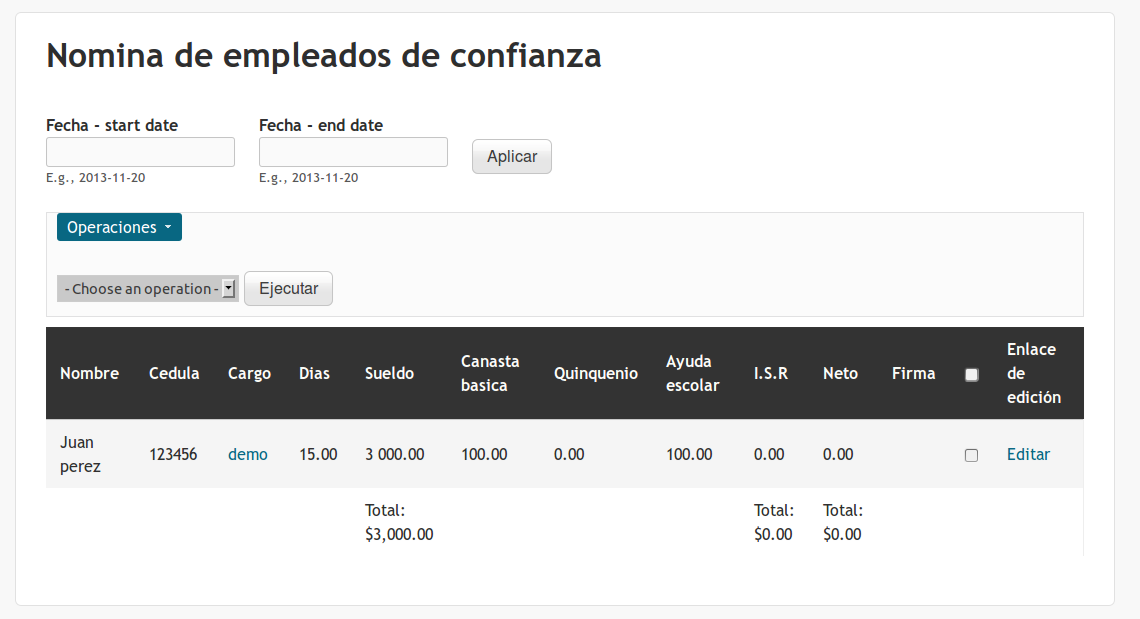 Nomina de empleados de confianza
Fecha - start date Fecha - end date
Aplicar
E.g., 2013-11-20 E.g., 2013-11-20
Operaciones
- Choose an operation - Ejecutar
Nombre Cedula Cargo Dias Sueldo Canasta basica Quinquenio Ayuda escolar I.S.R Neto Firma Enlace de edición
Juan perez 123456 demo 15.00 3 000.00 100.00 0.00 100.00 0.00 0.00 Editar
Total: $3,000.00 Total: $0.00 Total: $0.00